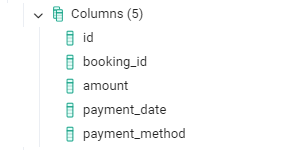 Columns (5)
id
booking_id
amount
payment_date
payment_method